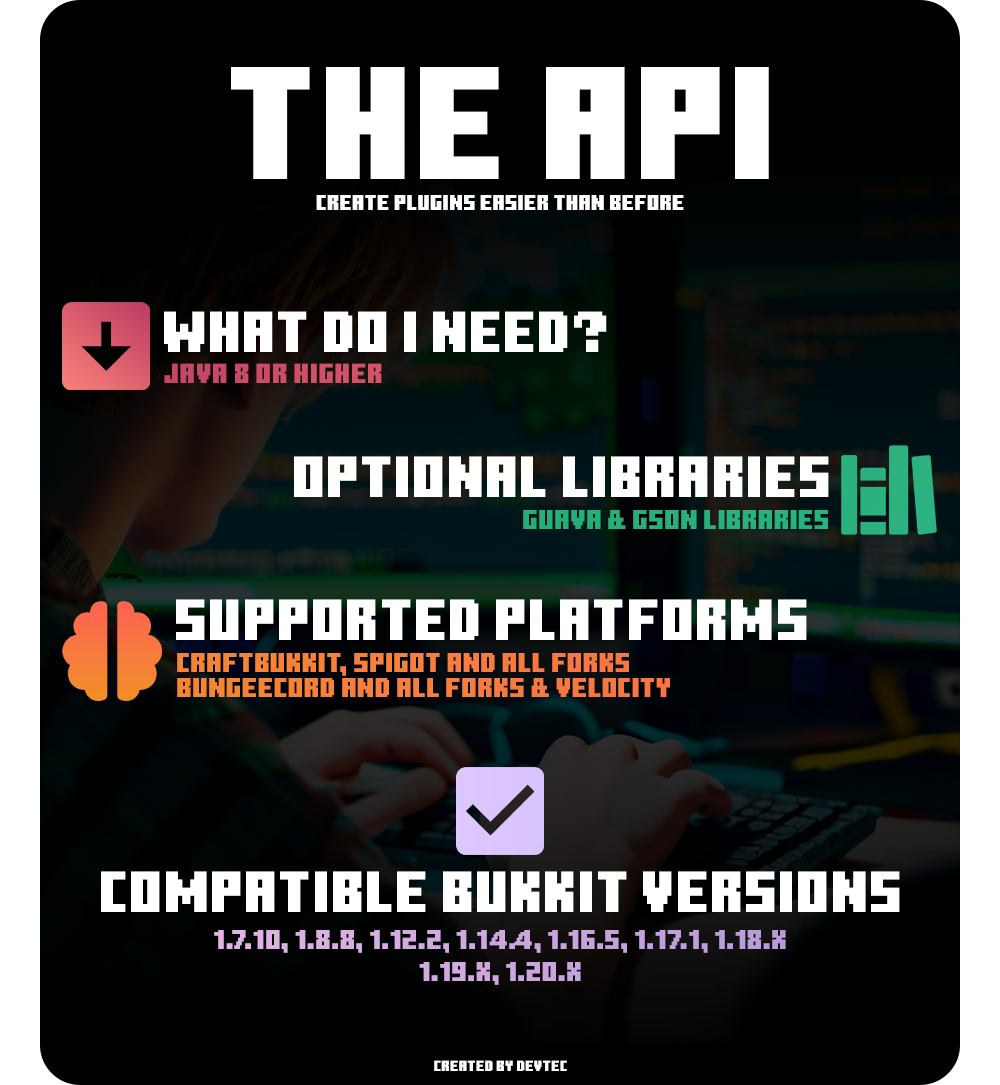 THE API
CREATE PLUGINS EASIER THAN BEFORE
WHAT DO I NEED?
JAVA 8 OR HIGHER
OPTIONAL LIBRARIES
GUAVA & GSON LIBRARIES
SUPPORTED PLATFORMS
CRAFTBUKKIT, SPIGOT AND ALL FORKS
BUNGEECORD AND ALL FORKS & VELOCITY
COMPATIBLE BUKKIT VERSIONS
1.7.10, 1.8.8, 1.12.2, 1.14.4, 1.16.5, 1.17.1, 1.18.X
1.19.X, 1.20.X
CREATED BY DEVTEC